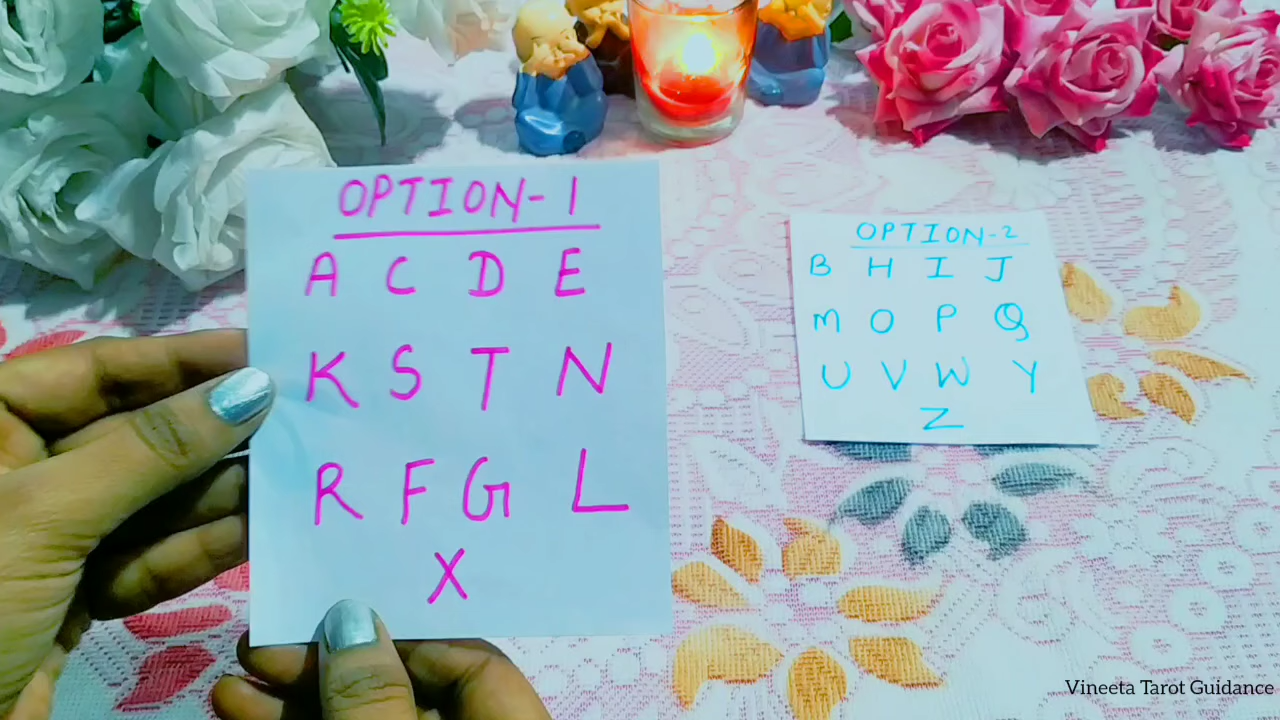 OPTION-1
A C D E
K S T N
R F G L
X
OPTION-2
B H I J
M O P Q
U V W Y
Z
Vineeta Tarot Guidance